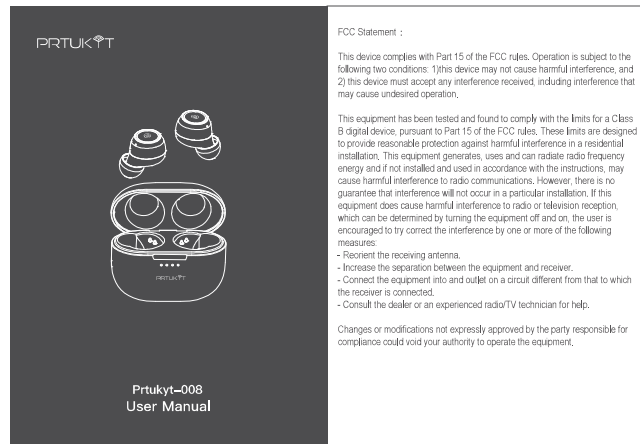 PRTUKYT
PRTUKYT
Prtukyt-008
User Manual
FCC Statement :
This device complies with Part 15 of the FCC rules. Operation is subject to the
following two conditions: 1)this device may not cause harmful interference, and
2) this device must accept any interference received, including interference that
may cause undesired operation.
This equipment has been tested and found to comply with the limits for a Class
B digital device, pursuant to Part 15 of the FCC rules. These limits are designed
to provide reasonable protection against harmful interference in a residential
installation. This equipment generates, uses and can radiate radio frequency
energy and if not installed and used in accordance with the instructions, may
cause harmful interference to radio communications. However, there is no
guarantee that interference will not occur in a particular installation. If this
equipment does cause harmful interference to radio or television reception,
which can be determined by turning the equipment off and on, the user is
encouraged to try correct the interference by one or more of the following
measures:
- Reorient the receiving antenna.
- Increase the separation between the equipment and receiver.
- Connect the equipment into and outlet on a circuit different from that to which
the receiver is connected.
- Consult the dealer or an experienced radio/TV technician for help.
Changes or modifications not expressly approved by the party responsible for
compliance could void your authority to operate the equipment.